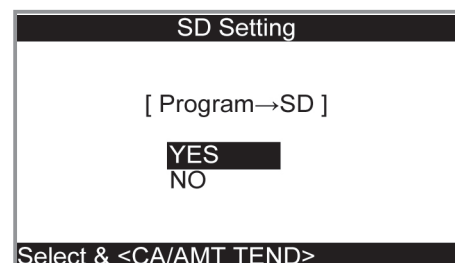 SD Setting
[ Program→SD ]
YES
NO
Select & <CA/AMT TEND>